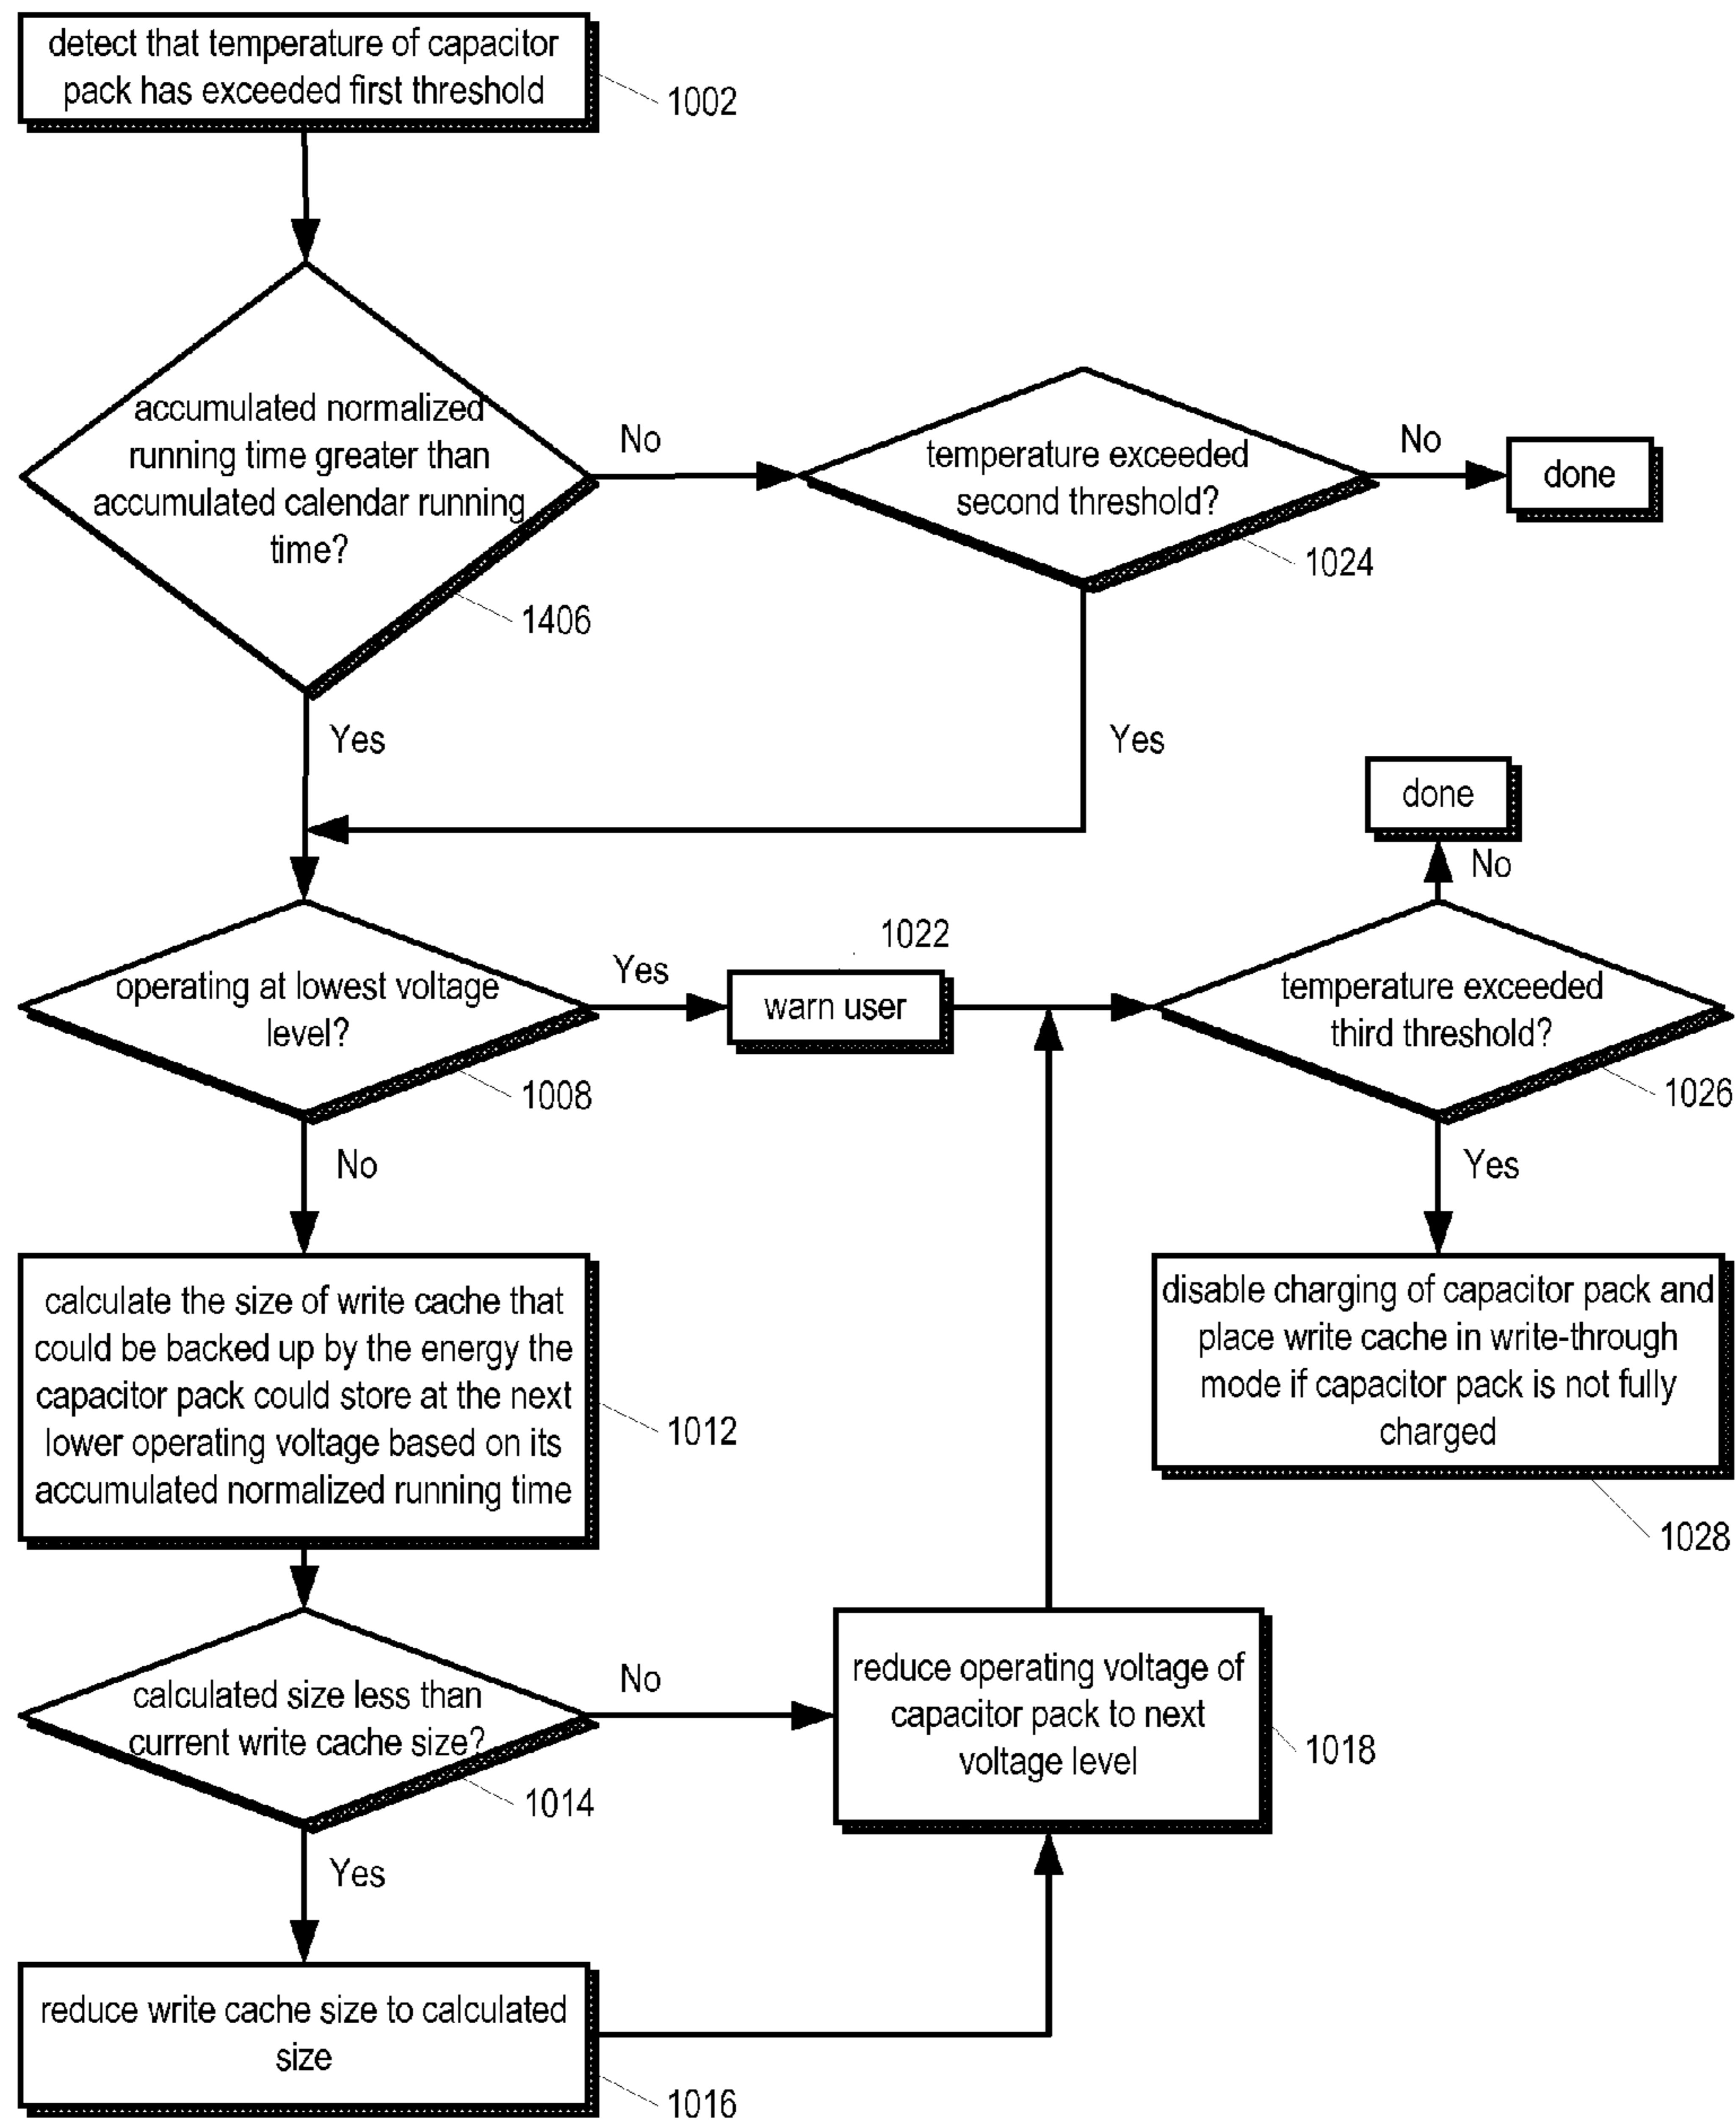 detect that temperature of capacitor
pack has exceeded first threshold
1002
accumulated normalized
running time greater than
accumulated calendar running
time?
1406
No
temperature exceeded
second threshold?
1024
No
done
Yes
Yes
done
No
operating at lowest voltage
level?
1008
Yes
1022
warn user
temperature exceeded
third threshold?
1026
No
Yes
calculate the size of write cache that
could be backed up by the energy the
capacitor pack could store at the next
lower operating voltage based on its
accumulated normalized running time
1012
disable charging of capacitor pack and
place write cache in write-through
mode if capacitor pack is not fully
charged
1028
calculated size less than
current write cache size?
1014
No
reduce operating voltage of
capacitor pack to next
voltage level
1018
Yes
reduce write cache size to calculated
size
1016